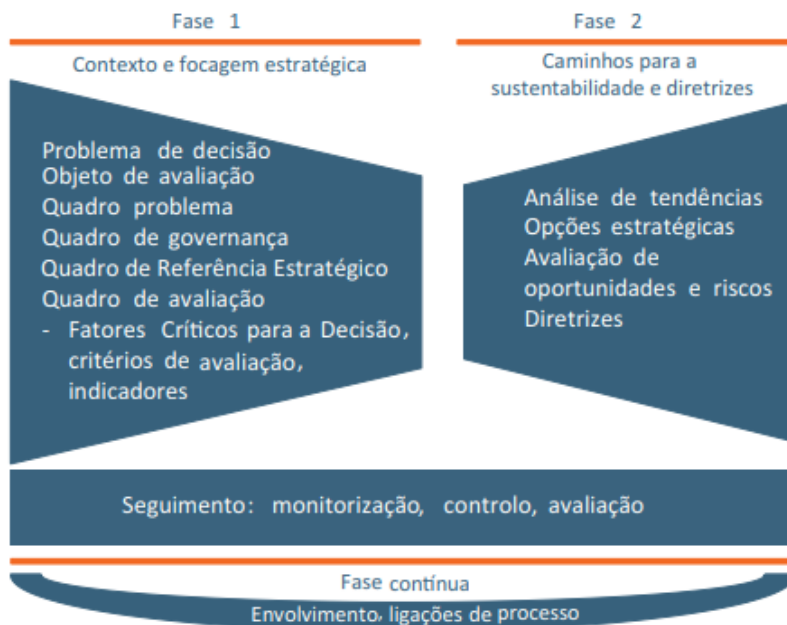 Fase 1
Contexto e focagem estratégica
Problema de decisão
Objeto de avaliação
Quadro problema
Quadro de governança
Quadro de Referência Estratégico
Quadro de avaliação
- Fatores Críticos para a Decisão,
critérios de avaliação,
indicadores
Fase 2
Caminhos para a
sustentabilidade e diretrizes
Análise de tendências
Opções estratégicas
Avaliação de
oportunidades e riscos
Diretrizes
Seguimento: monitorização, controlo, avaliação
Fase contínua
Envolvimento, ligações de processo